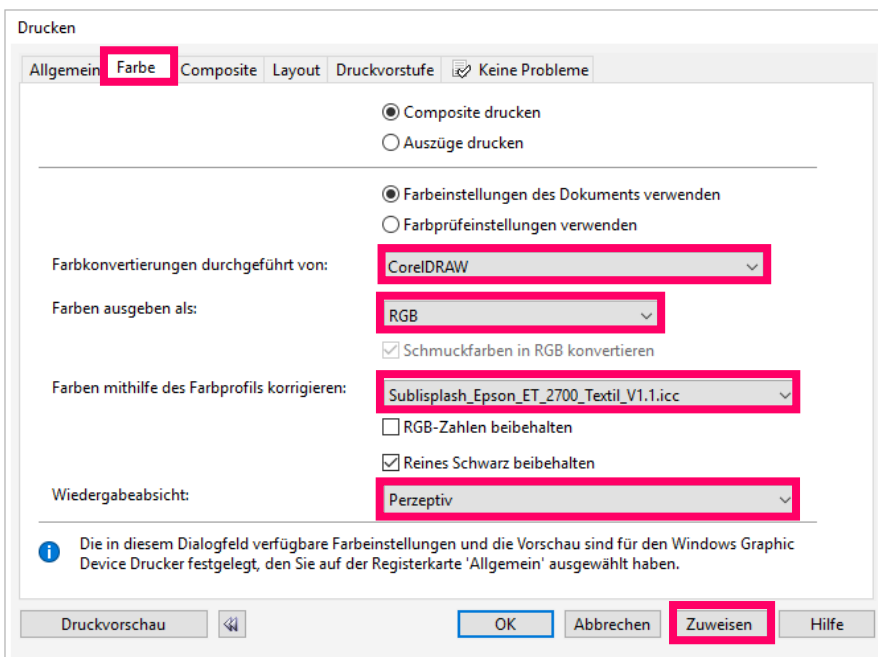 Drucken
Allgemein Farbe Composite Layout Druckvorstufe Keine Probleme
Composite drucken
Auszüge drucken
Farbeinstellungen des Dokuments verwenden
Farbprüfeinstellungen verwenden
Farbkonvertierungen durchgeführt von: CorelDRAW
Farben ausgeben als: RGB
Schmuckfarben in RGB konvertieren
Farben mithilfe des Farbprofils korrigieren: Sublisplash_Epson_ET_2700_Textil_V1.1.icc
RGB-Zahlen beibehalten
Reines Schwarz beibehalten
Wiedergabeabsicht: Perzeptiv
Die in diesem Dialogfeld verfügbare Farbeinstellungen und die Vorschau sind für den Windows Graphic
Device Drucker festgelegt, den Sie auf der Registerkarte 'Allgemein' ausgewählt haben.
Druckvorschau OK Abbrechen Zuweisen Hilfe